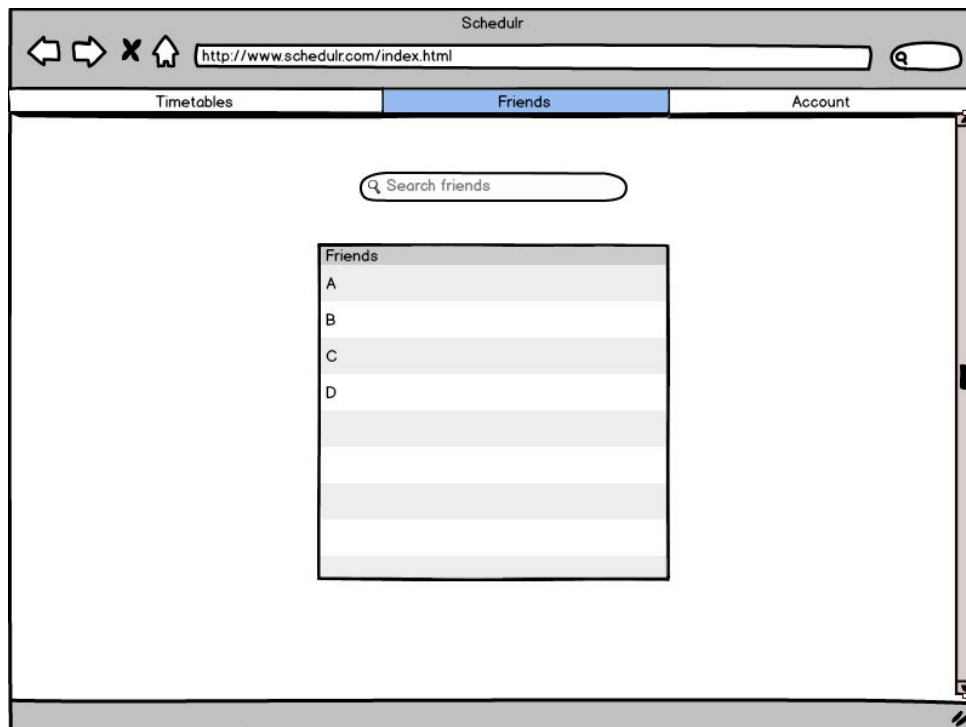 Schedulr
http://www.schedulr.com/index.html
Timetables Friends Account
Search friends
Friends
A
B
C
D